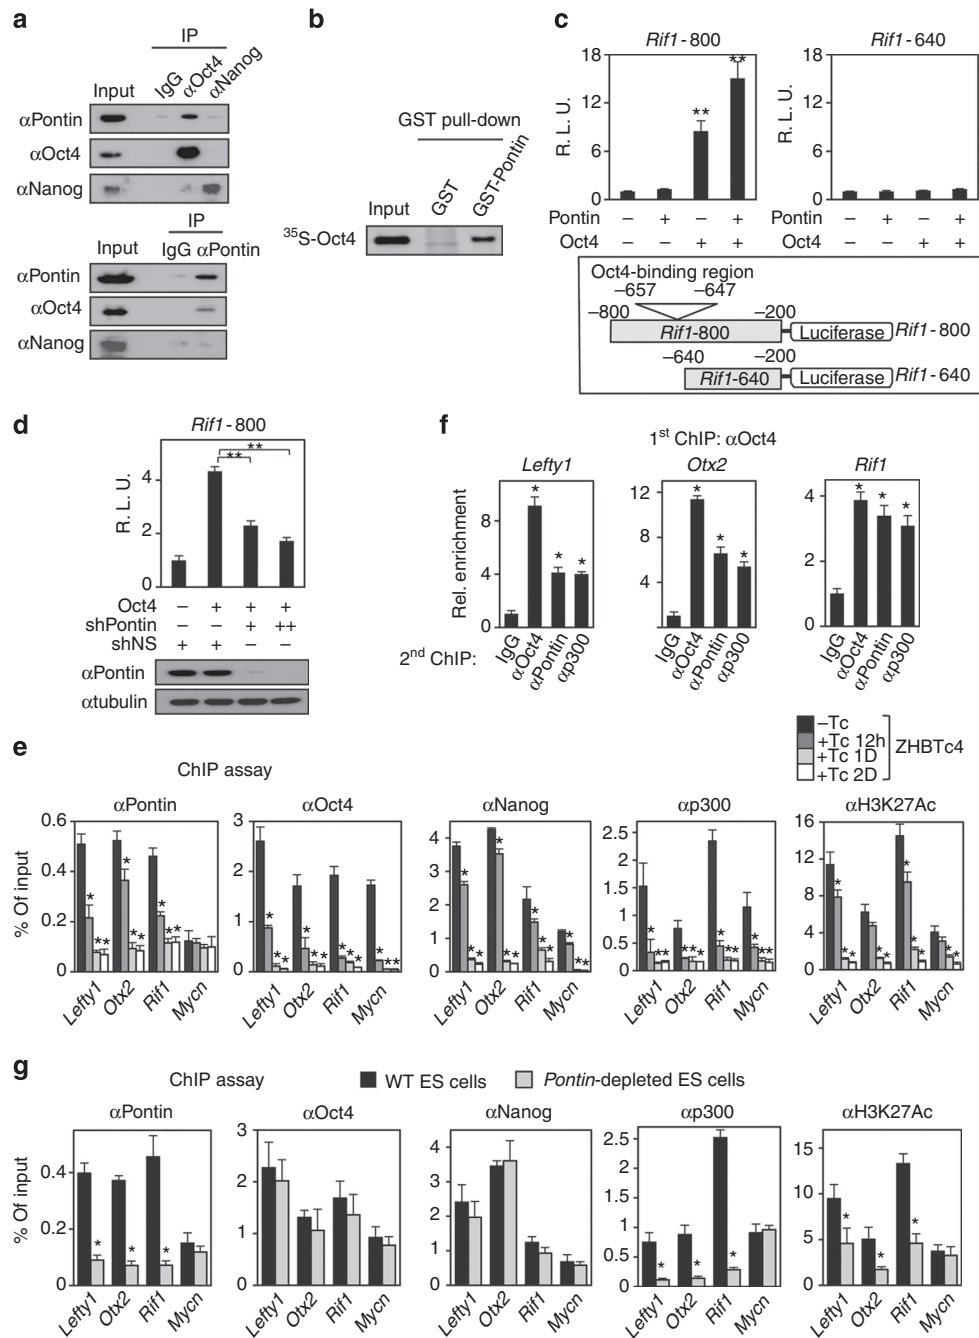 a
IP
Input IgG αOct4 αNanog
αPontin
αOct4
αNanog
IP
Input IgG αPontin
αPontin
αOct4
αNanog
b
GST pull-down
Input GST GST-Pontin
35S-Oct4
c
Rif1-800
R. L. U.
18
12
6
0
**
**
Pontin – + – +
Oct4 – – + +
Rif1-640
R. L. U.
18
12
6
0
Pontin – + – +
Oct4 – – + +
Oct4-binding region
–657 –647
–800 –200
Rif1-800 Luciferase Rif1-800
–640 –200
Rif1-640 Luciferase Rif1-640
d
Rif1-800
R. L. U.
4
2
0
**
**
Oct4 – + + +
shPontin – – + ++
shNS + + – –
αPontin
αtubulin
f
1st ChIP: αOct4
Lefty1 Otx2 Rif1
Rel. enrichment
8
4
0
* * *
12
8
4
* * *
4
2
0
* * *
2nd ChIP:
IgG αOct4 αPontin αp300
IgG αOct4 αPontin αp300
IgG αOct4 αPontin αp300
–Tc
+Tc 12h
+Tc 1D
+Tc 2D
ZHBTc4
e
ChIP assay
αPontin αOct4 αNanog αp300 αH3K27Ac
% Of input
0.6
0.4
0.2
0
* ** * ** * **
Lefty1 Otx2 Rif1 Mycn
3
2
1
0
* ** * ** * ** * **
Lefty1 Otx2 Rif1 Mycn
4
3
2
1
0
* ** * ** * ** * **
Lefty1 Otx2 Rif1 Mycn
2.5
2
1.5
1
0.5
0
* ** * ** * ** * **
Lefty1 Otx2 Rif1 Mycn
16
12
8
4
0
* ** ** * ** **
Lefty1 Otx2 Rif1 Mycn
g
ChIP assay
WT ES cells Pontin-depleted ES cells
αPontin αOct4 αNanog αp300 αH3K27Ac
% Of input
0.4
0.2
0
* * *
Lefty1 Otx2 Rif1 Mycn
3
2
1
0
Lefty1 Otx2 Rif1 Mycn
4
3
2
1
0
Lefty1 Otx2 Rif1 Mycn
2.5
2
1.5
1
0.5
0
* * *
Lefty1 Otx2 Rif1 Mycn
15
10
5
0
* * *
Lefty1 Otx2 Rif1 Mycn